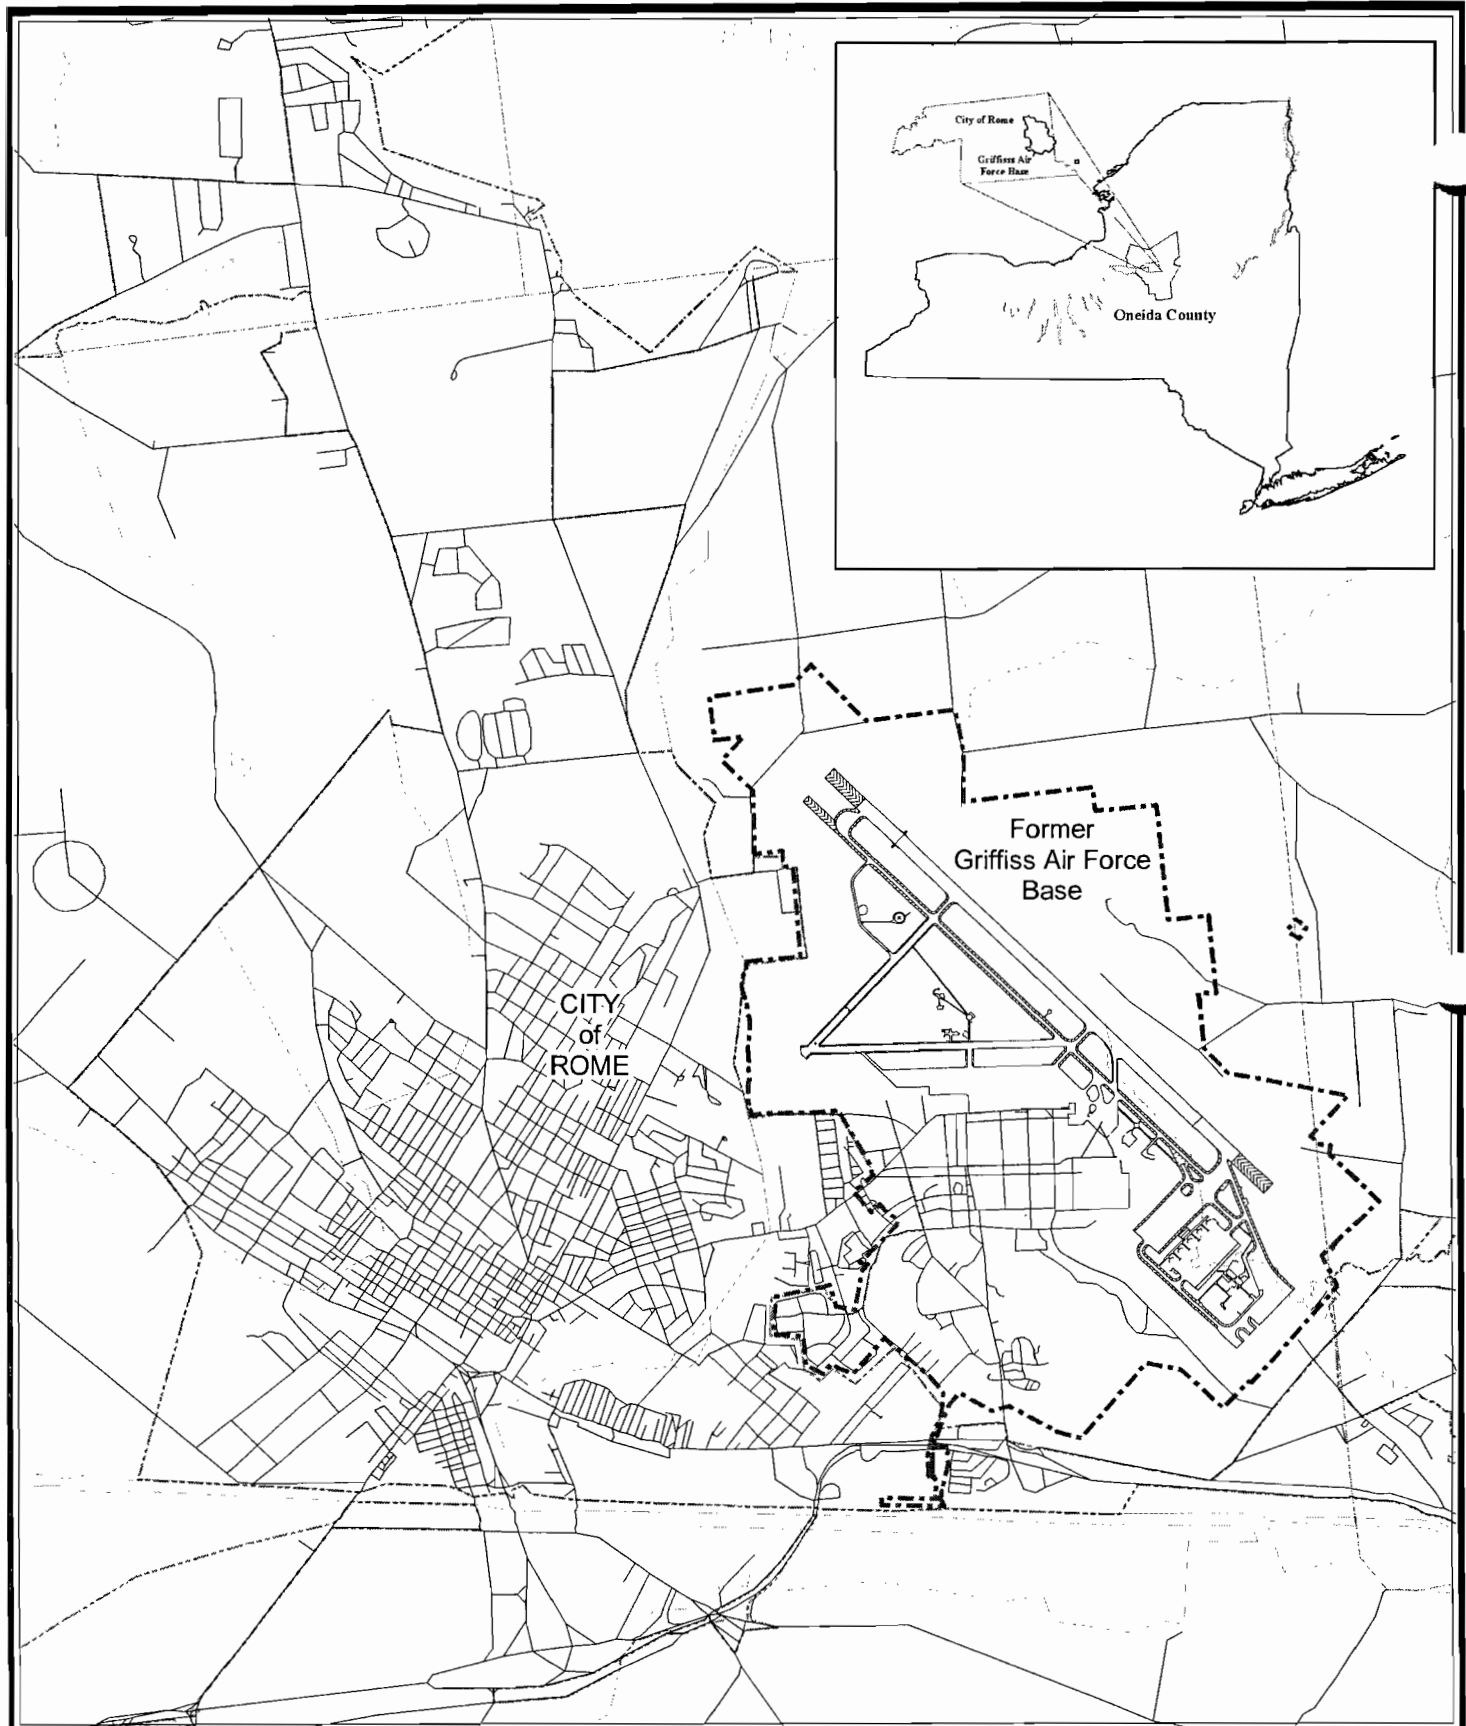 City of Rome
Griffiss Air
Force Base
Oneida County
Former
Griffiss Air Force
Base
CITY
of
ROME